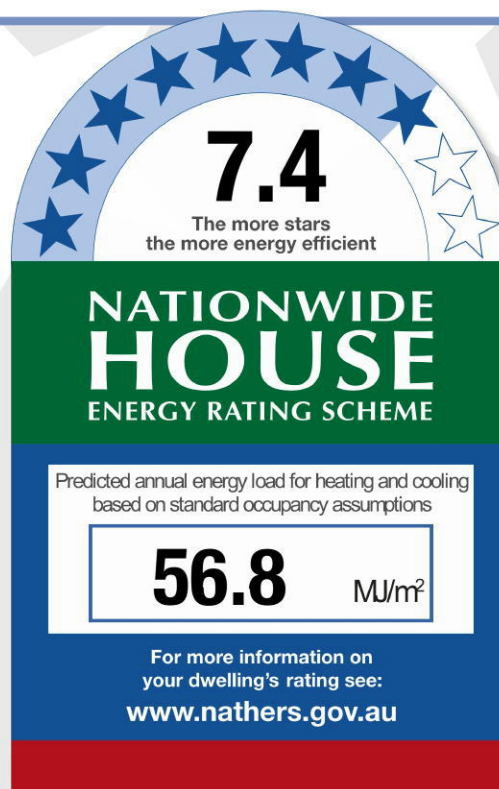 7.4
The more stars
the more energy efficient
NATIONWIDE
HOUSE
ENERGY RATING SCHEME
Predicted annual energy load for heating and cooling
based on standard occupancy assumptions
56.8 MJ/m²
For more information on
your dwelling's rating see:
www.nathers.gov.au